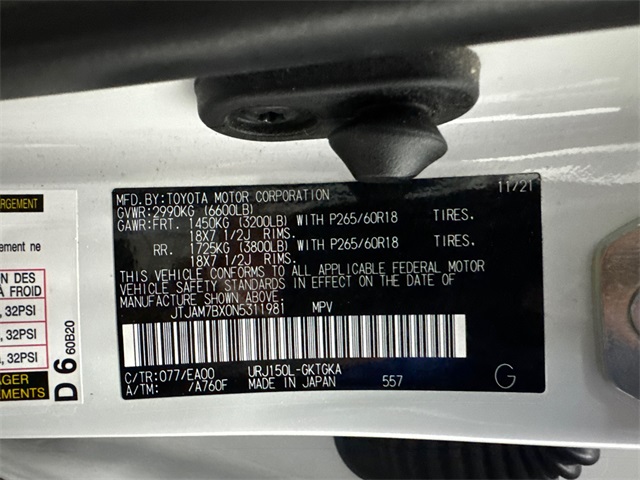 MFD.BY:TOYOTA MOTOR CORPORATION 11/21
GVWR:2990KG (6600LB)
GAWR:FRT. 1450KG (3200LB) WITH P265/60R18 TIRES.
18X7 1/2J RIMS.
RR. 1725KG (3800LB) WITH P265/60R18 TIRES.
18X7 1/2J RIMS.
THIS VEHICLE CONFORMS TO ALL APPLICABLE FEDERAL MOTOR
VEHICLE SAFETY STANDARDS IN EFFECT ON THE DATE OF
MANUFACTURE SHOWN ABOVE.
JTJAM7BX0N5311981 MPV
C/TR:077/EA00 URJ150L-GKTGKA
A/TM: /A760F MADE IN JAPAN 557 G
ARGEMENT
ement ne
ON DES
À FROID
, 32PSI
, 32PSI
, 32PSI
AGER
EMENTS
D 6 60B20